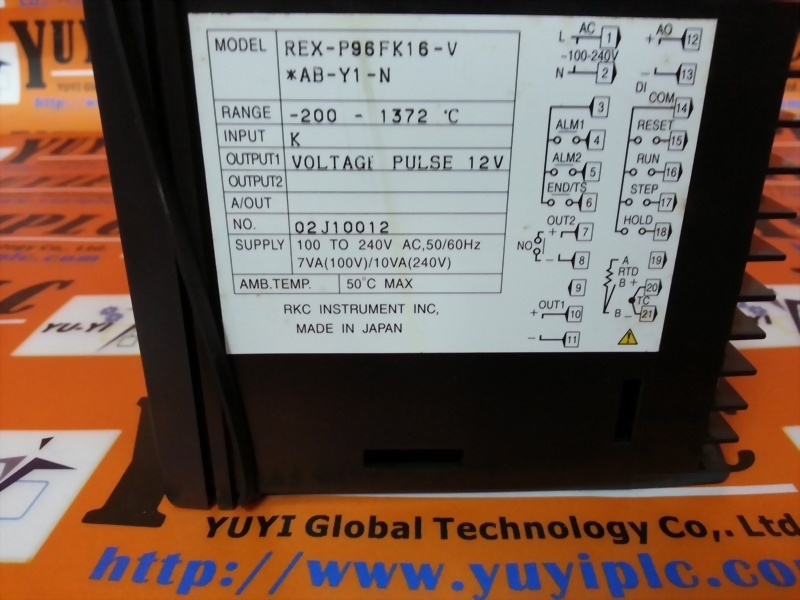 MODEL REX-P96FK16-V
*AB-Y1-N
RANGE -200 - 1372 °C
INPUT K
OUTPUT1 VOLTAGE PULSE 12V
OUTPUT2
A/OUT
NO. 02J10012
SUPPLY 100 TO 240V AC,50/60Hz
7VA(100V)/10VA(240V)
AMB.TEMP. 50°C MAX
RKC INSTRUMENT INC,
MADE IN JAPAN
L AC 1
~100-240V
N 2
3
ALM1
4
ALM2
5
END/TS
6
OUT2
+ 7
NO
- 8
9
OUT1
+ 10
- 11
AO
+ 12
- 13
DI
COM 14
RESET
15
RUN
16
STEP
17
HOLD
18
A 19
RTD
B + 20
TC
B - 21
YUYI Global Technology Co,. Ltd
http://www.yuyiplc.com